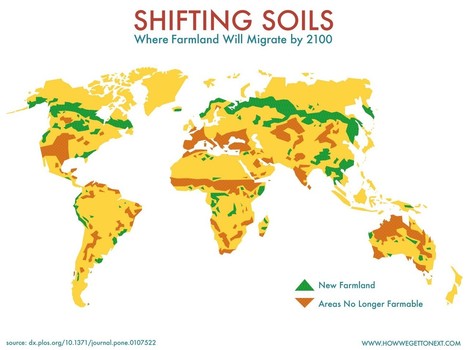 SHIFTING SOILS
Where Farmland Will Migrate by 2100
New Farmland
Areas No Longer Farmable
source: dx.plos.org/10.1371/journal.pone.0107522
WWW.HOWWEGETTONEXT.COM